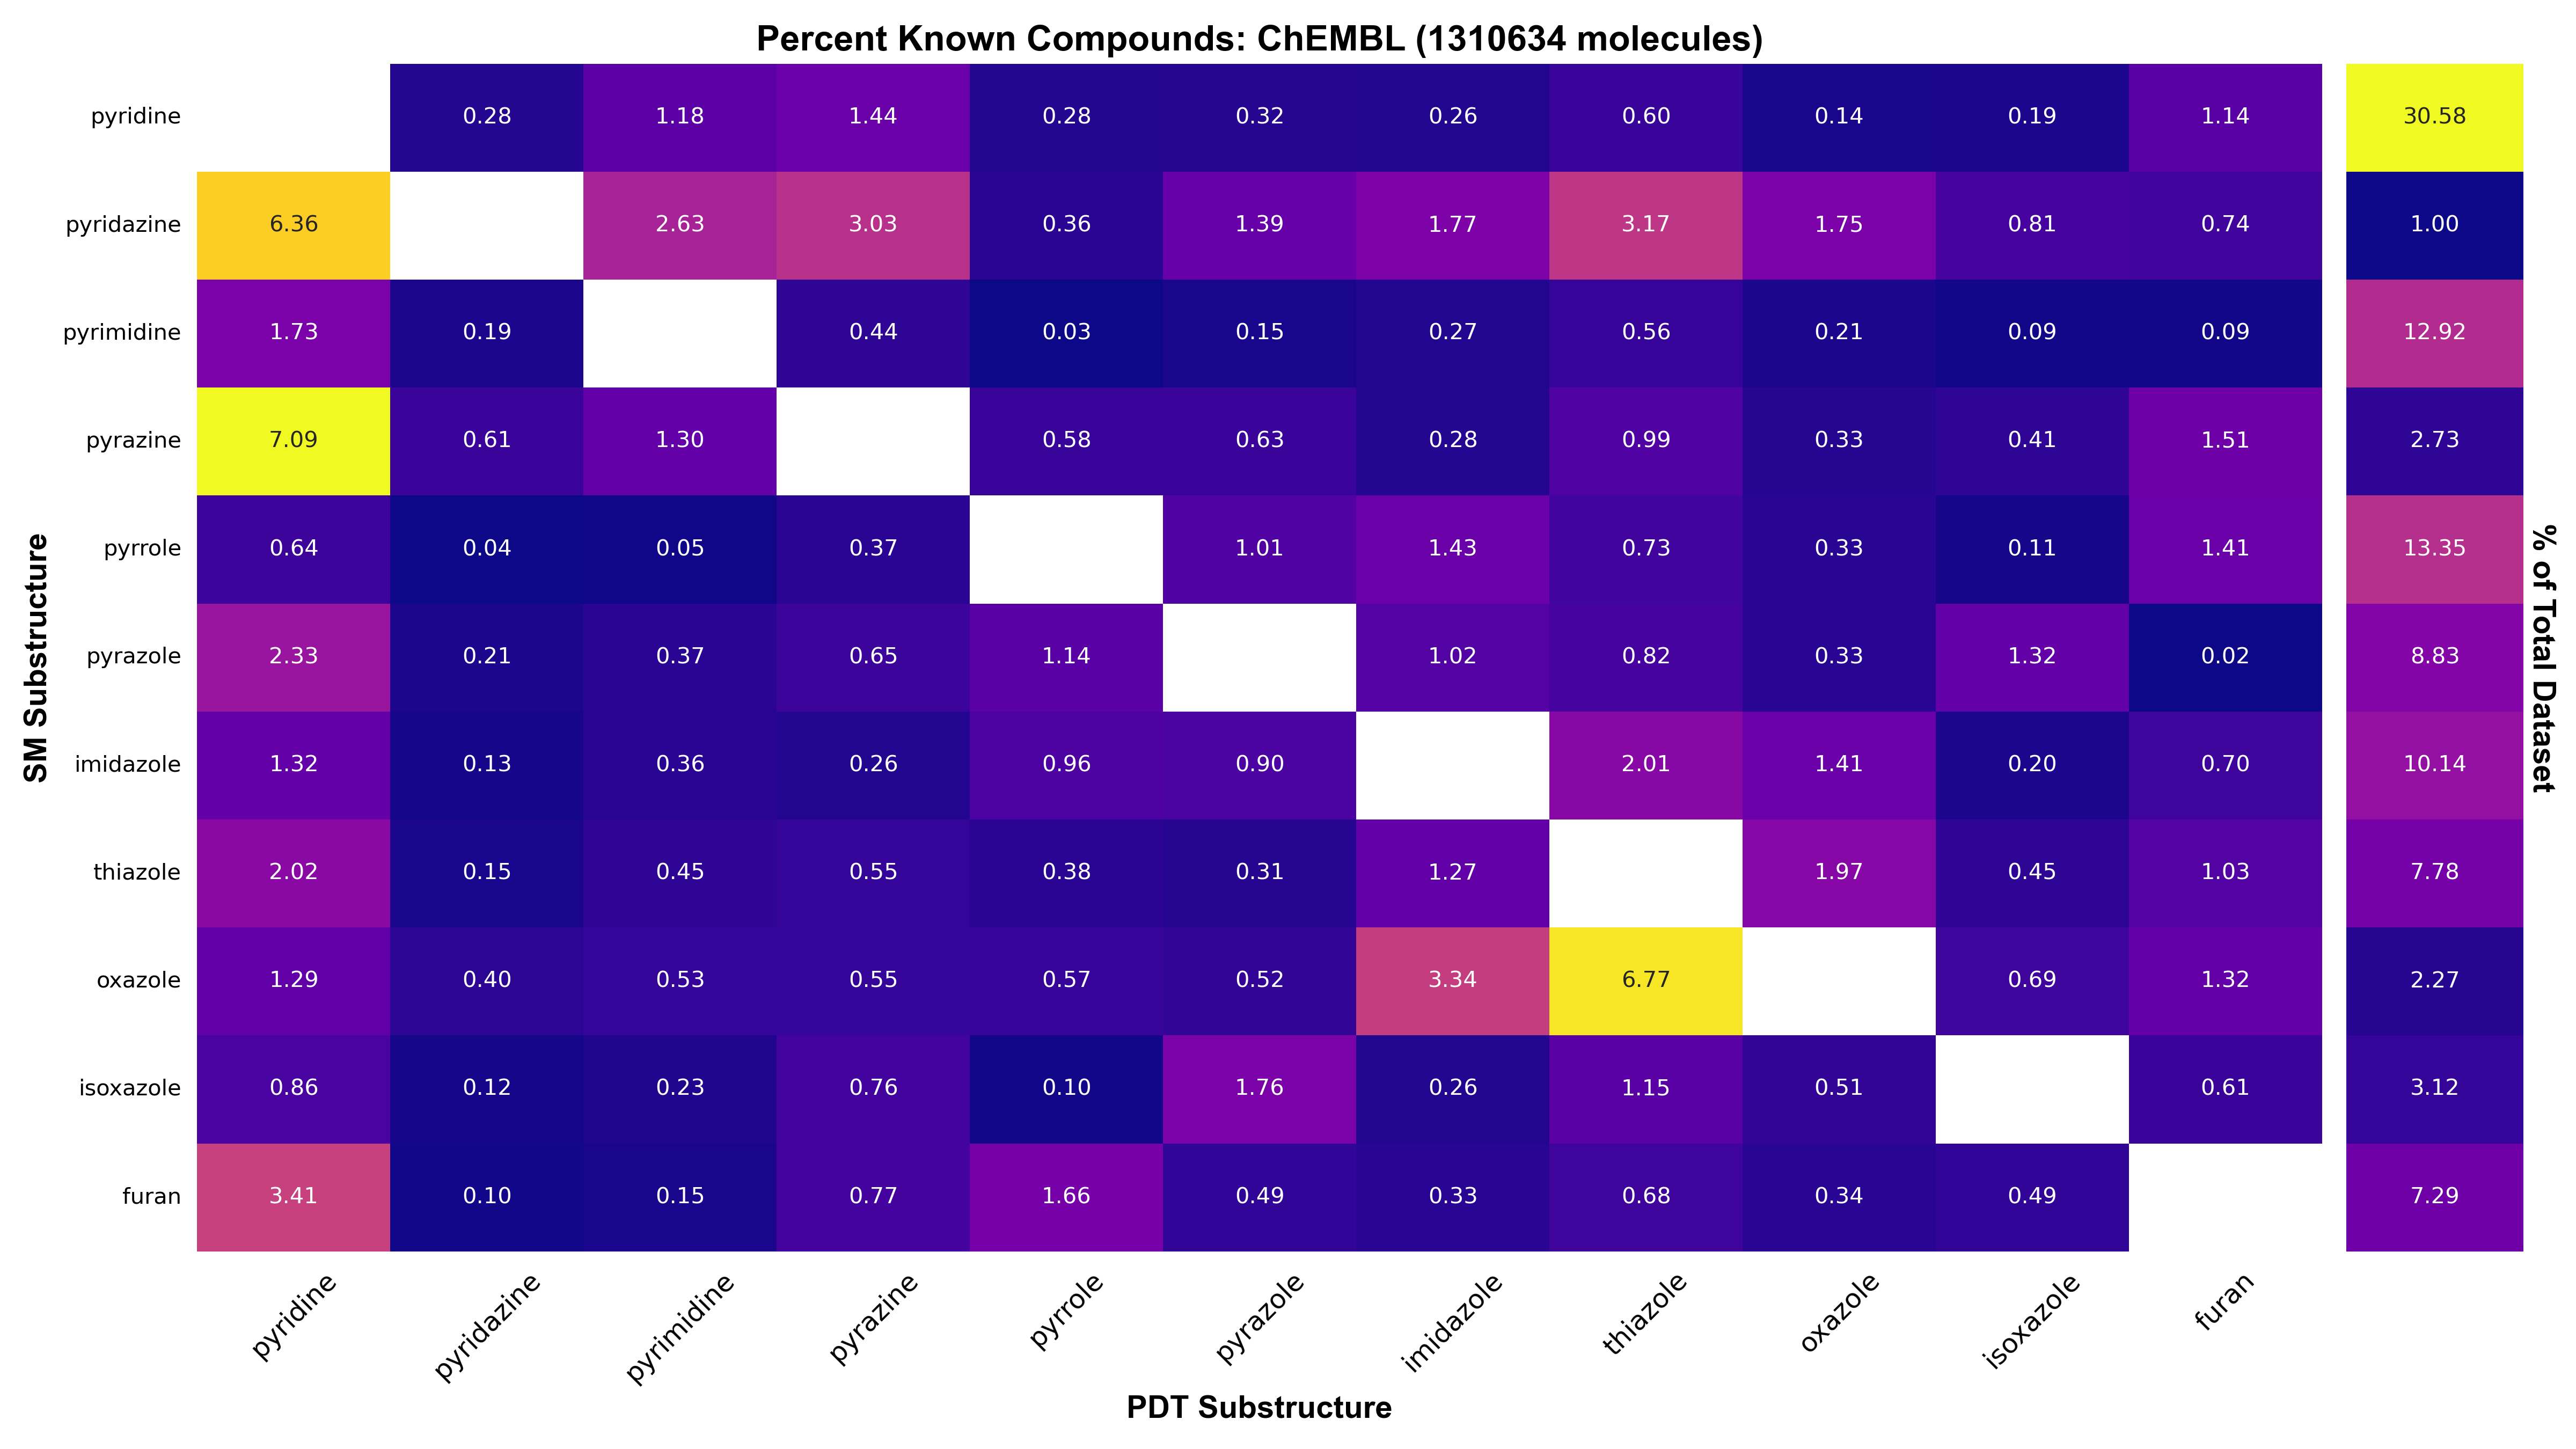 Percent Known Compounds: ChEMBL (1310634 molecules)
pyridine 0.28 1.18 1.44 0.28 0.32 0.26 0.60 0.14 0.19 1.14 30.58
pyridazine 6.36 2.63 3.03 0.36 1.39 1.77 3.17 1.75 0.81 0.74 1.00
pyrimidine 1.73 0.19 0.44 0.03 0.15 0.27 0.56 0.21 0.09 0.09 12.92
pyrazine 7.09 0.61 1.30 0.58 0.63 0.28 0.99 0.33 0.41 1.51 2.73
pyrrole 0.64 0.04 0.05 0.37 1.01 1.43 0.73 0.33 0.11 1.41 13.35
pyrazole 2.33 0.21 0.37 0.65 1.14 1.02 0.82 0.33 1.32 0.02 8.83
imidazole 1.32 0.13 0.36 0.26 0.96 0.90 2.01 1.41 0.20 0.70 10.14
thiazole 2.02 0.15 0.45 0.55 0.38 0.31 1.27 1.97 0.45 1.03 7.78
oxazole 1.29 0.40 0.53 0.55 0.57 0.52 3.34 6.77 0.69 1.32 2.27
isoxazole 0.86 0.12 0.23 0.76 0.10 1.76 0.26 1.15 0.51 0.61 3.12
furan 3.41 0.10 0.15 0.77 1.66 0.49 0.33 0.68 0.34 0.49 7.29
pyridine pyridazine pyrimidine pyrazine pyrrole pyrazole imidazole thiazole oxazole isoxazole furan
PDT Substructure
SM Substructure
% of Total Dataset